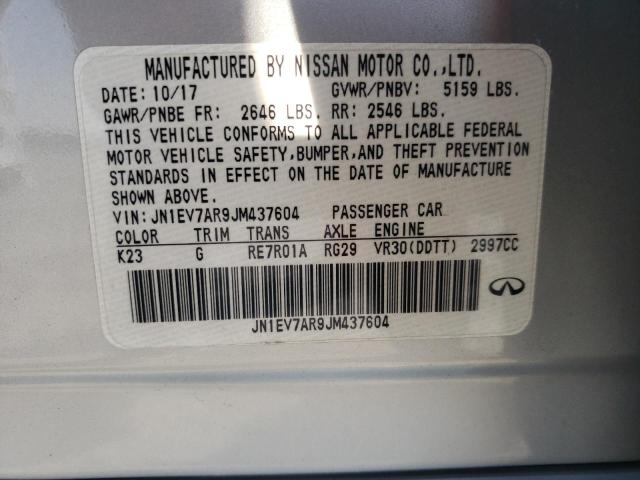 MANUFACTURED BY NISSAN MOTOR CO.,LTD.
DATE:10/17 GVWR/PNBV: 5159 LBS.
GAWR/PNBE FR: 2646 LBS. RR: 2546 LBS.
THIS VEHICLE CONFORMS TO ALL APPLICABLE FEDERAL
MOTOR VEHICLE SAFETY,BUMPER,AND THEFT PREVENTION
STANDARDS IN EFFECT ON THE DATE OF MANUFACTURE
SHOWN ABOVE.
VIN:JN1EV7AR9JM437604 PASSENGER CAR
COLOR TRIM TRANS AXLE ENGINE
K23 G RE7R01A RG29 VR30(DDTT) 2997CC
JN1EV7AR9JM437604